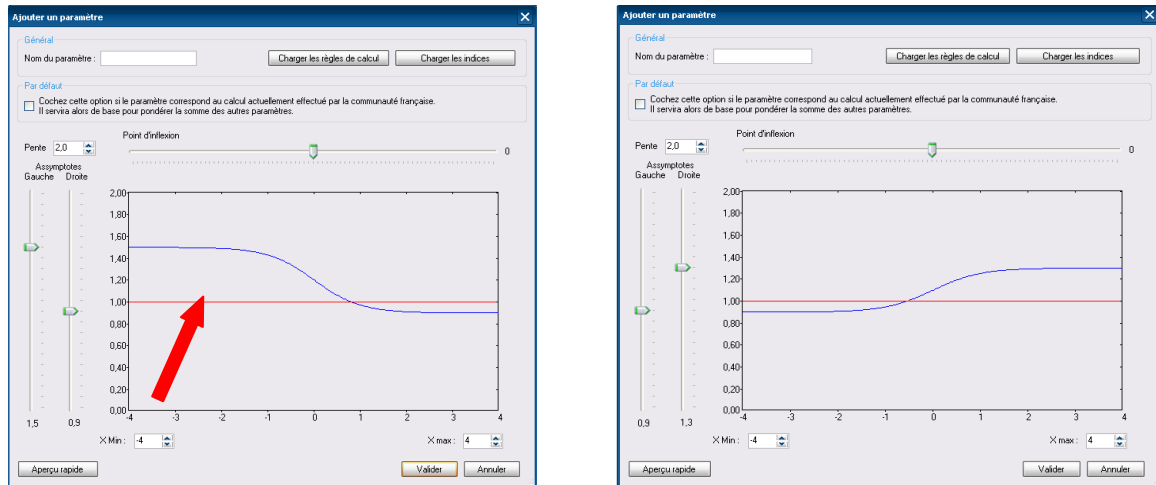 Ajouter un paramètre
Général
Nom du paramètre :
Charger les règles de calcul
Charger les indices
Par défaut
Cochez cette option si le paramètre correspond au calcul actuellement effectué par la communauté française.
Il servira alors de base pour pondérer la somme des autres paramètres.
Pente 2,0
Point d'inflexion
0
Assymptotes
Gauche Droite
2,00
1,80
1,60
1,40
1,20
1,00
0,80
0,60
0,40
0,20
0,00
-4 -3 -2 -1 0 1 2 3 4
1,5 0,9
X Min : -4
X max : 4
Aperçu rapide
Valider
Annuler
Ajouter un paramètre
Général
Nom du paramètre :
Charger les règles de calcul
Charger les indices
Par défaut
Cochez cette option si le paramètre correspond au calcul actuellement effectué par la communauté française.
Il servira alors de base pour pondérer la somme des autres paramètres.
Pente 2,0
Point d'inflexion
0
Assymptotes
Gauche Droite
2,00
1,80
1,60
1,40
1,20
1,00
0,80
0,60
0,40
0,20
0,00
-4 -3 -2 -1 0 1 2 3 4
0,9 1,3
X Min : -4
X max : 4
Aperçu rapide
Valider
Annuler